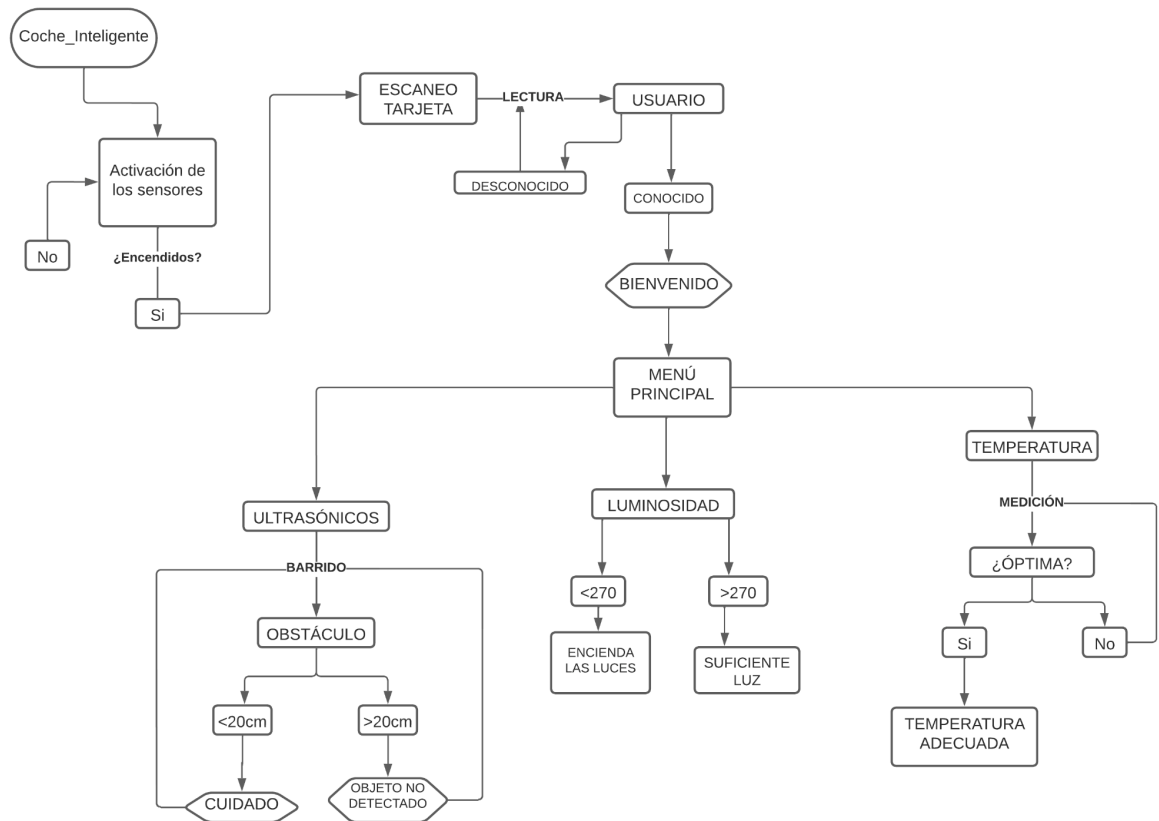 Coche_Inteligente
Activación de
los sensores
No
¿Encendidos?
Si
ESCANEO
TARJETA
LECTURA
USUARIO
DESCONOCIDO
CONOCIDO
BIENVENIDO
MENÚ
PRINCIPAL
ULTRASÓNICOS
BARRIDO
OBSTÁCULO
<20cm
>20cm
CUIDADO
OBJETO NO
DETECTADO
LUMINOSIDAD
<270
>270
ENCIENDA
LAS LUCES
SUFICIENTE
LUZ
TEMPERATURA
MEDICIÓN
¿ÓPTIMA?
Si
No
TEMPERATURA
ADECUADA